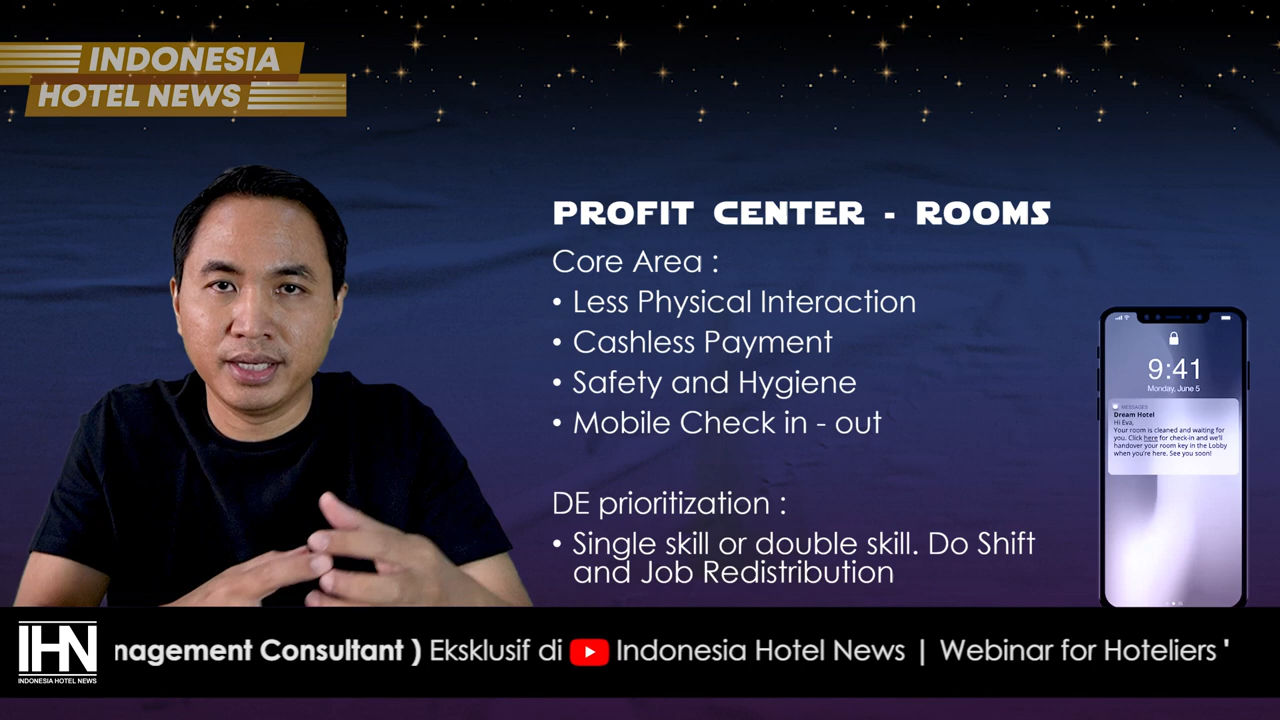 INDONESIA
HOTEL NEWS
PROFIT CENTER - ROOMS
Core Area :
• Less Physical Interaction
• Cashless Payment
• Safety and Hygiene
• Mobile Check in - out
DE prioritization :
• Single skill or double skill. Do Shift
and Job Redistribution
9:41
Monday, June 5
MESSAGES
Dream Hotel
Hi Eva,
Your room is cleaned and waiting for
you. Click here for check-in and we'll
handover your room key in the Lobby
when you're here. See you soon!
IHN
INDONESIA HOTEL NEWS
nagement Consultant ) Eksklusif di Indonesia Hotel News | Webinar for Hoteliers '